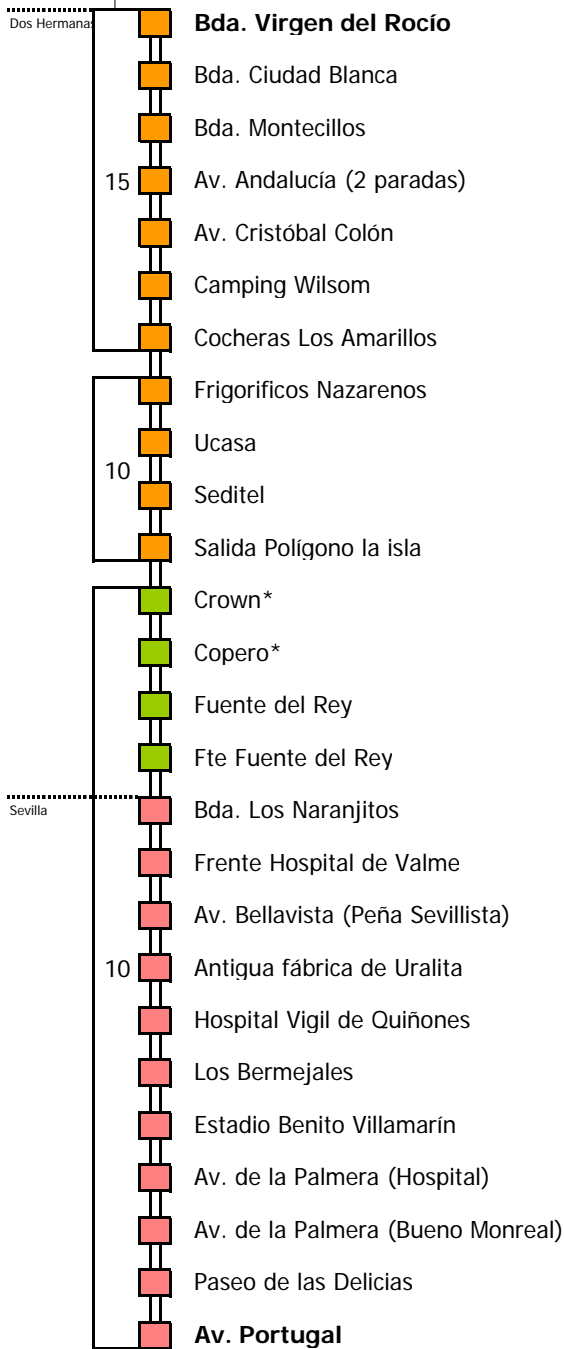 Dos Hermanas
Bda. Virgen del Rocío
Bda. Ciudad Blanca
Bda. Montecillos
15
Av. Andalucía (2 paradas)
Av. Cristóbal Colón
Camping Wilsom
Cocheras Los Amarillos
Frigorificos Nazarenos
Ucasa
10
Seditel
Salida Polígono la isla
Crown*
Copero*
Fuente del Rey
Fte Fuente del Rey
Sevilla
Bda. Los Naranjitos
Frente Hospital de Valme
Av. Bellavista (Peña Sevillista)
10
Antigua fábrica de Uralita
Hospital Vigil de Quiñones
Los Bermejales
Estadio Benito Villamarín
Av. de la Palmera (Hospital)
Av. de la Palmera (Bueno Monreal)
Paseo de las Delicias
Av. Portugal